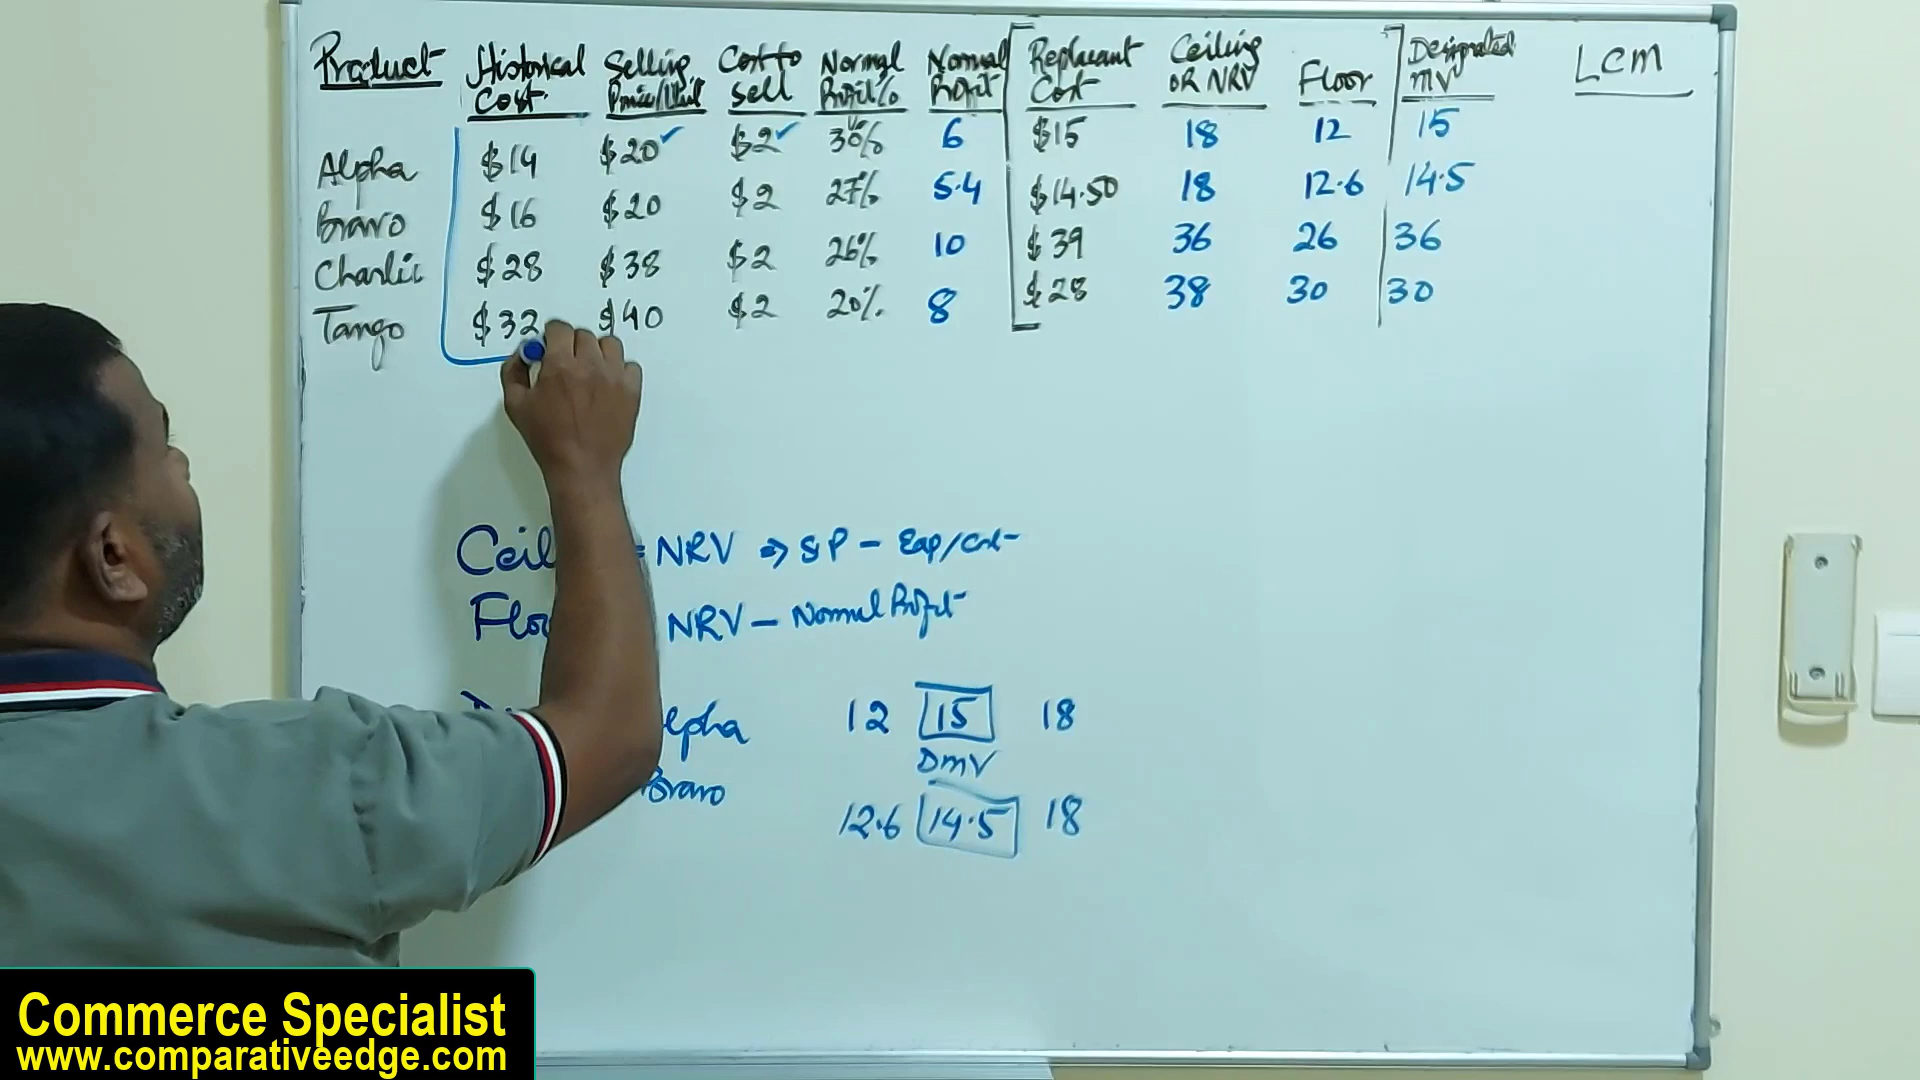 Product Historical Cost. Selling Price/Unit Cost to sell Normal Profit% Normal Profit Replacant Cost Ceiling OR NRV Floor Designated MV LCM
Alpha $14 $20 $2 30% 6 $15 18 12 15
Bravo $16 $20 $2 27% 5.4 $14.50 18 12.6 14.5
Charlie $28 $38 $2 26% 10 $39 36 26 36
Tango $32 $40 $2 20%. 8 $28 38 30 30
Ceil = NRV ⇒ SP - Exp/Cost
Flo NRV - Normal Profit
lpha 12 15 18
DMV
Bravo 12.6 14.5 18
Commerce Specialist
www.comparativeedge.com